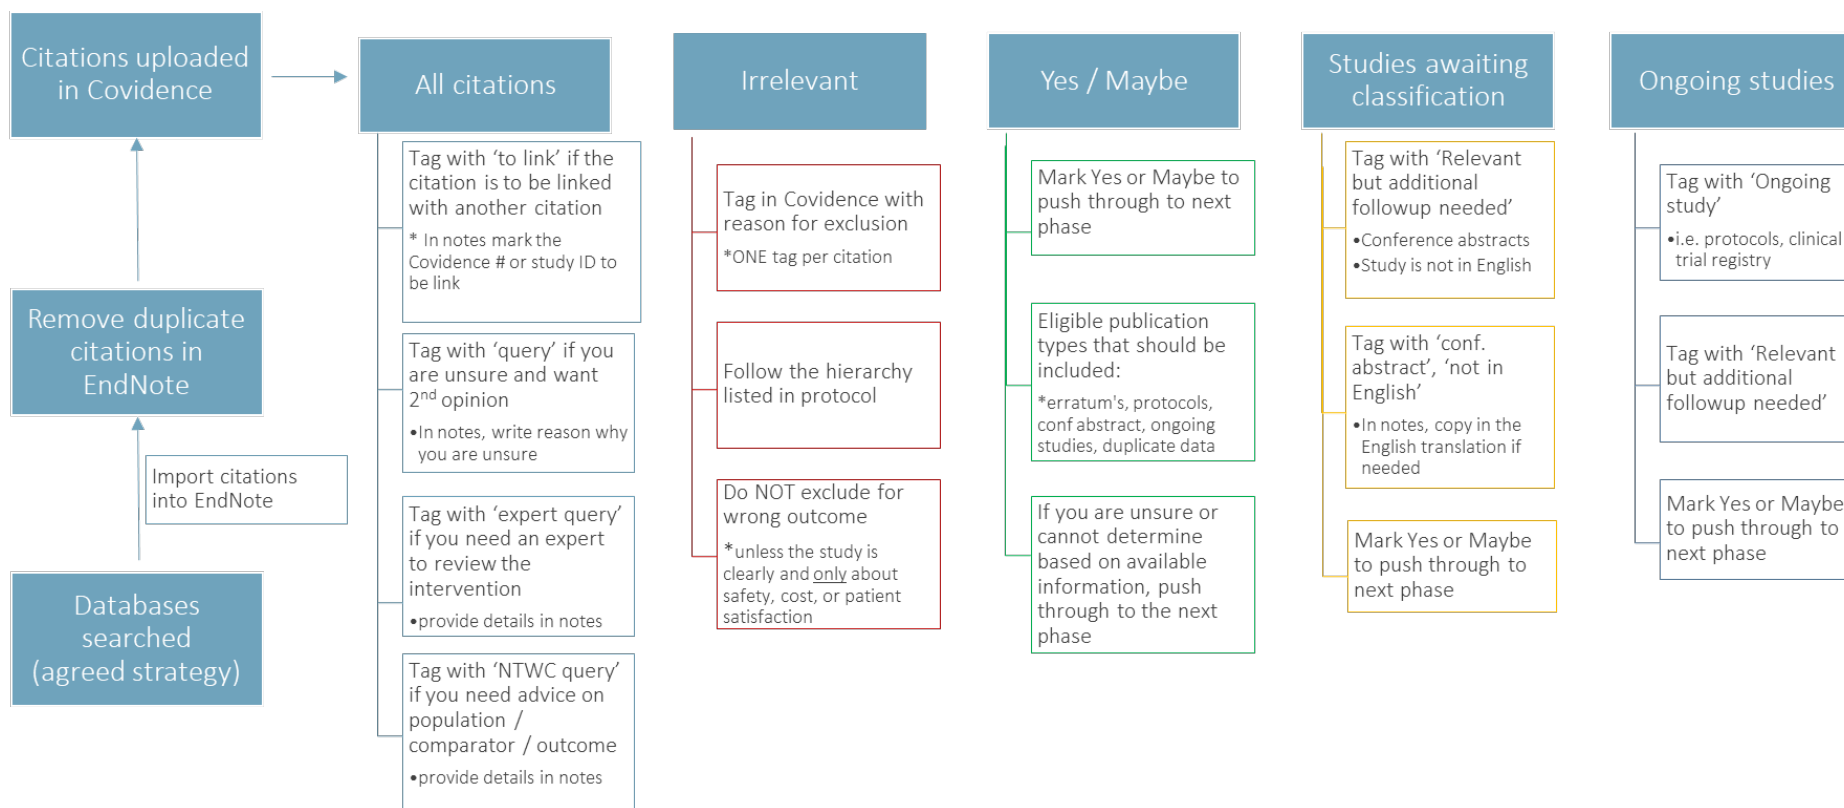 Citations uploaded
in Covidence
Remove duplicate
citations in
EndNote
Import citations
into EndNote
Databases
searched
(agreed strategy)
All citations
Tag with ‘to link’ if the
citation is to be linked
with another citation
* In notes mark the
Covidence # or study ID to
be link
Tag with ‘query’ if you
are unsure and want
2nd opinion
•In notes, write reason why
you are unsure
Tag with ‘expert query’
if you need an expert
to review the
intervention
•provide details in notes
Tag with ‘NTWC query’
if you need advice on
population /
comparator / outcome
•provide details in notes
Irrelevant
Tag in Covidence with
reason for exclusion
*ONE tag per citation
Follow the hierarchy
listed in protocol
Do NOT exclude for
wrong outcome
*unless the study is
clearly and only about
safety, cost, or patient
satisfaction
Yes / Maybe
Mark Yes or Maybe to
push through to next
phase
Eligible publication
types that should be
included:
*erratum's, protocols,
conf abstract, ongoing
studies, duplicate data
If you are unsure or
cannot determine
based on available
information, push
through to the next
phase
Studies awaiting
classification
Tag with ‘Relevant
but additional
followup needed’
•Conference abstracts
•Study is not in English
Tag with ‘conf.
abstract’, ‘not in
English’
•In notes, copy in the
English translation if
needed
Mark Yes or Maybe
to push through to
next phase
Ongoing studies
Tag with ‘Ongoing
study’
•i.e. protocols, clinical
trial registry
Tag with ‘Relevant
but additional
followup needed’
Mark Yes or Maybe
to push through to
next phase